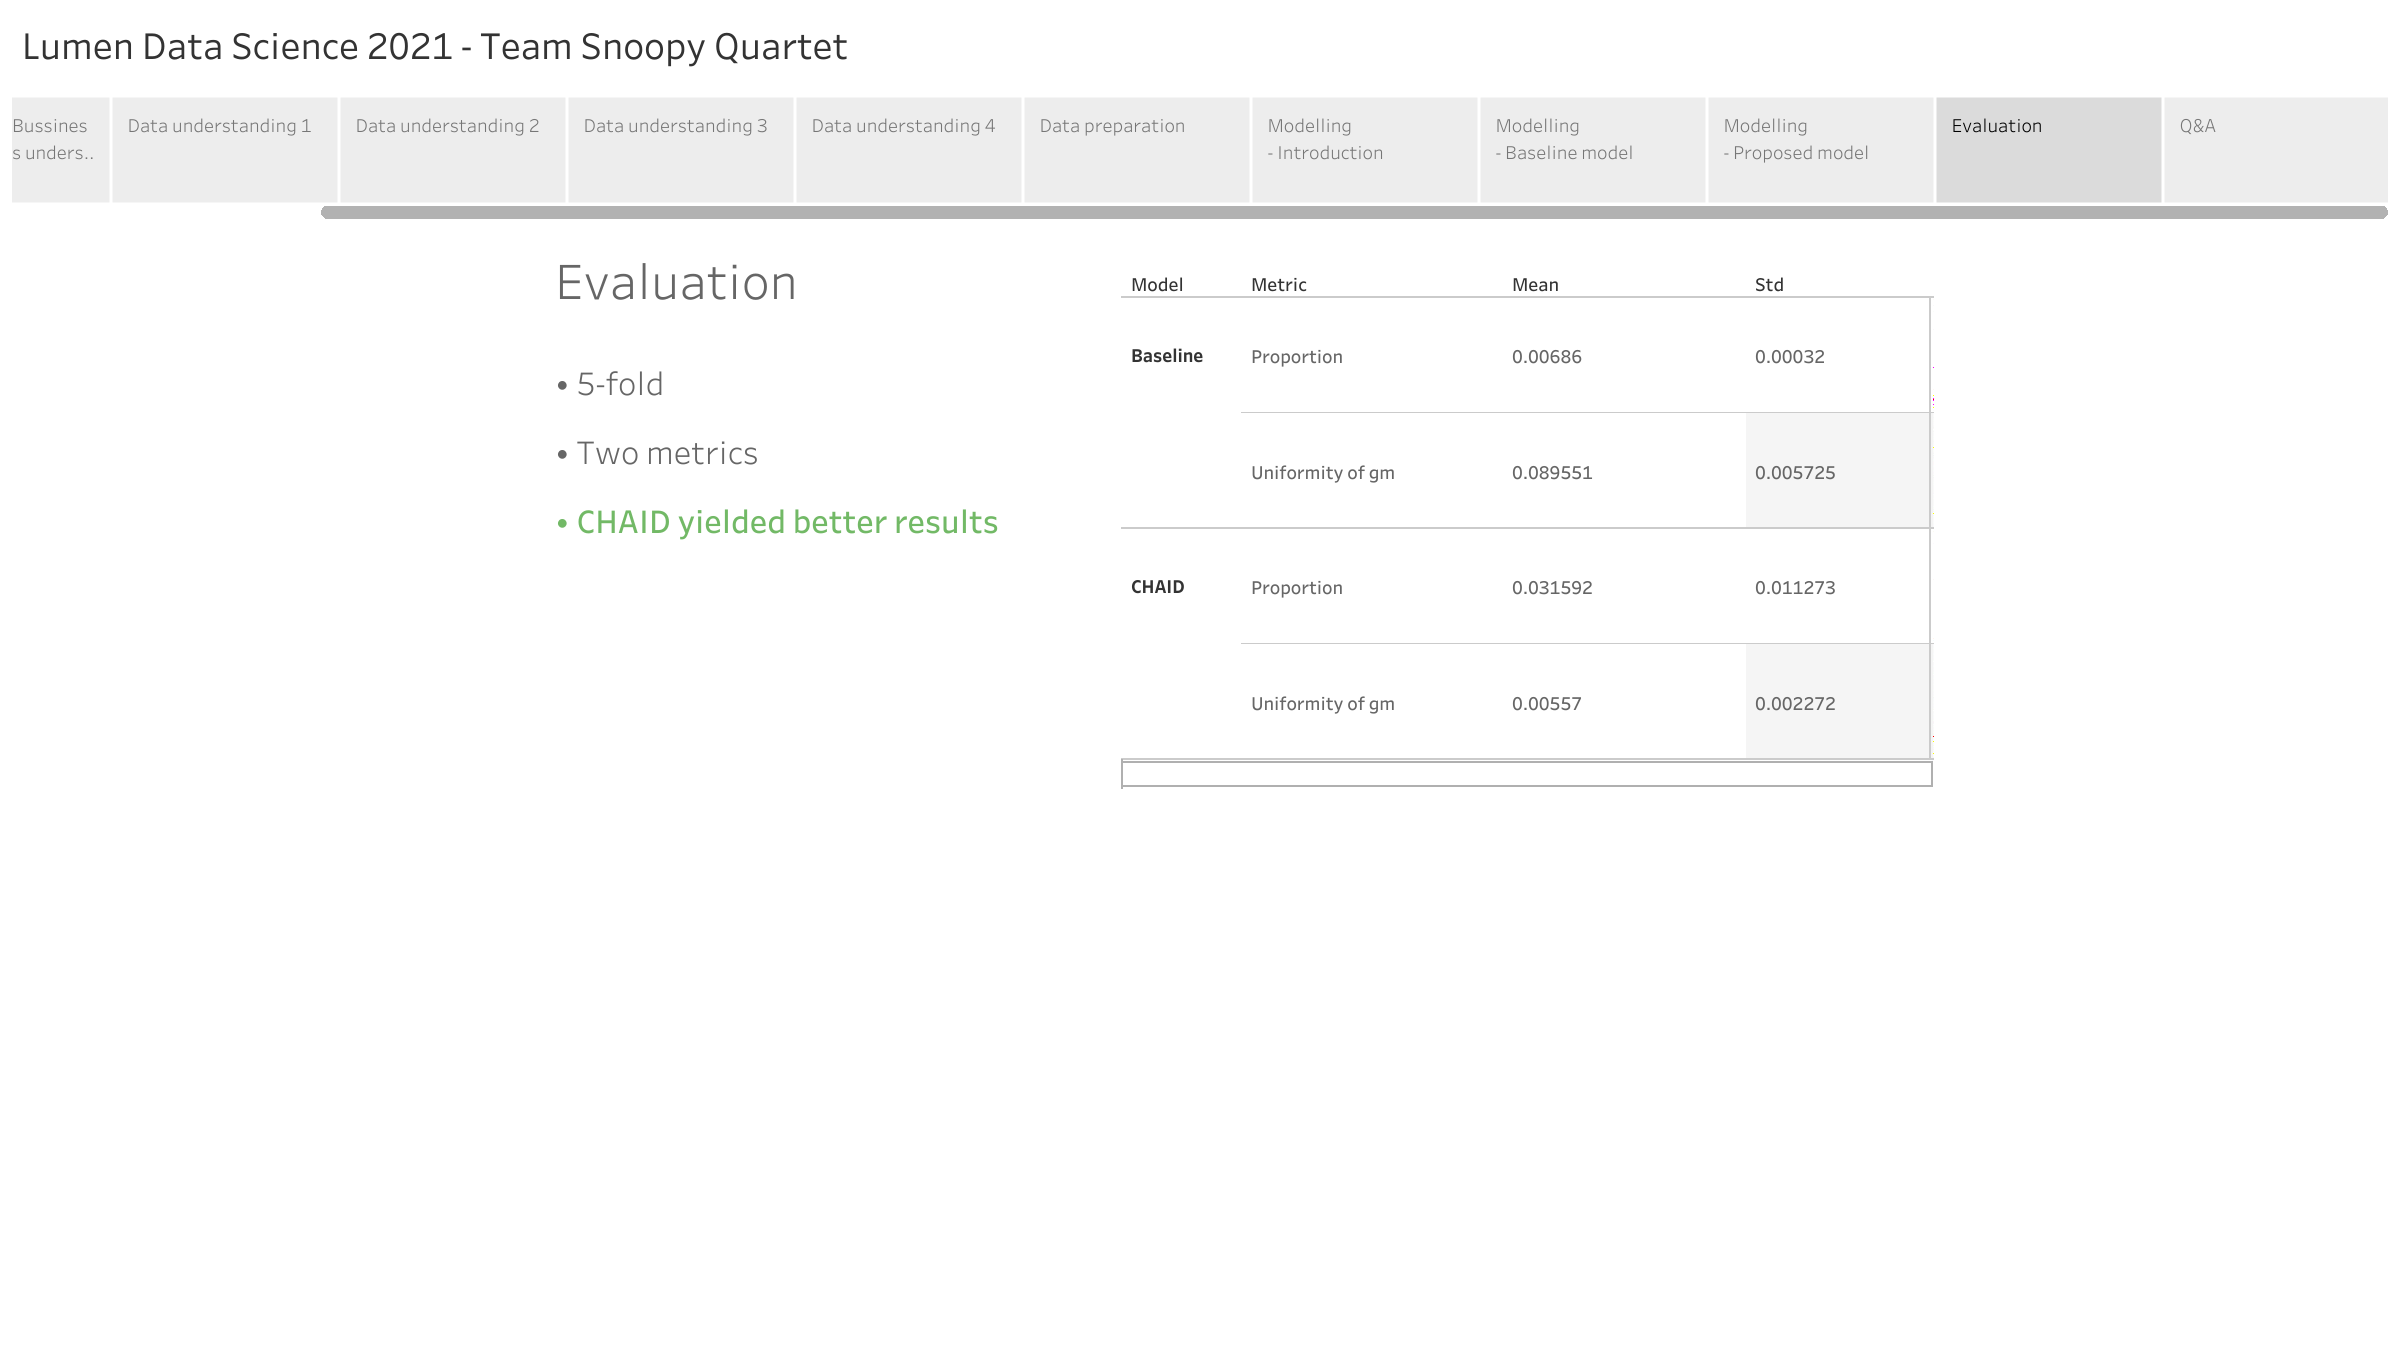 Lumen Data Science 2021 - Team Snoopy Quartet
Bussines
s unders..
Data understanding 1
Data understanding 2
Data understanding 3
Data understanding 4
Data preparation
Modelling
- Introduction
Modelling
- Baseline model
Modelling
- Proposed model
Evaluation
Q&A
Evaluation
• 5-fold
• Two metrics
• CHAID yielded better results
Model Metric Mean Std
Baseline Proportion 0.00686 0.00032
Uniformity of gm 0.089551 0.005725
CHAID Proportion 0.031592 0.011273
Uniformity of gm 0.00557 0.002272